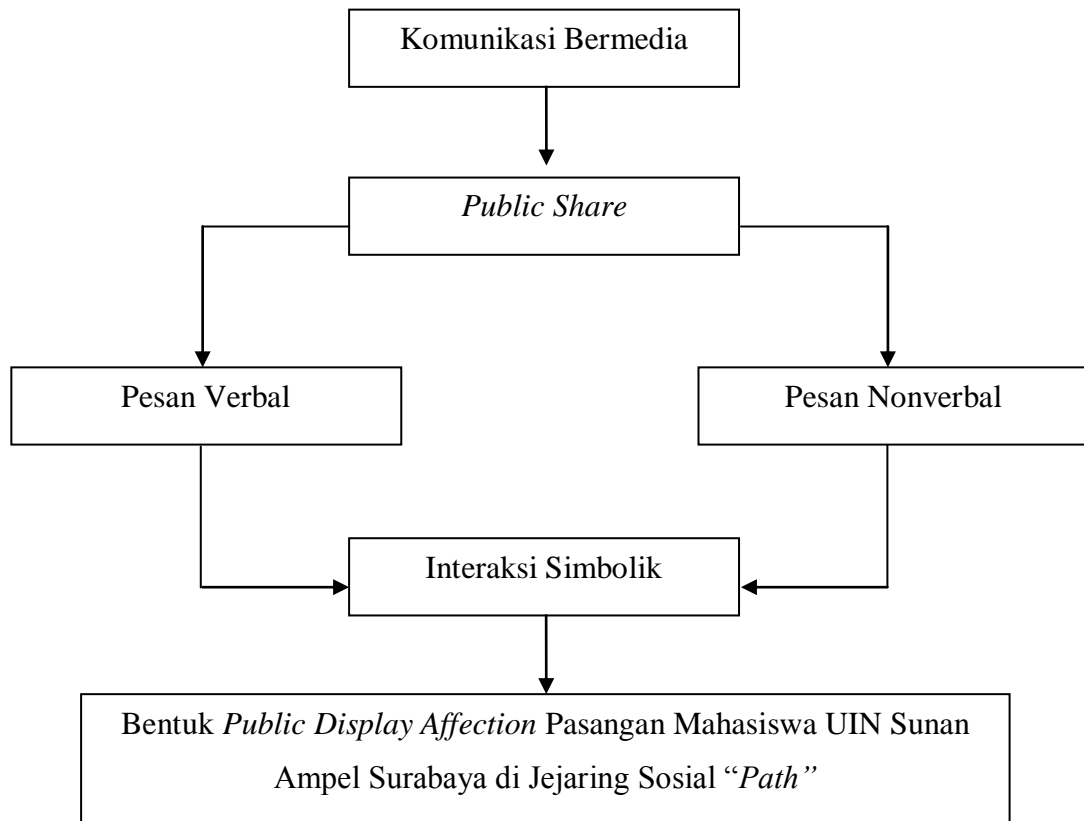 Komunikasi Bermedia
Public Share
Pesan Verbal
Pesan Nonverbal
Interaksi Simbolik
Bentuk Public Display Affection Pasangan Mahasiswa UIN Sunan
Ampel Surabaya di Jejaring Sosial “Path”